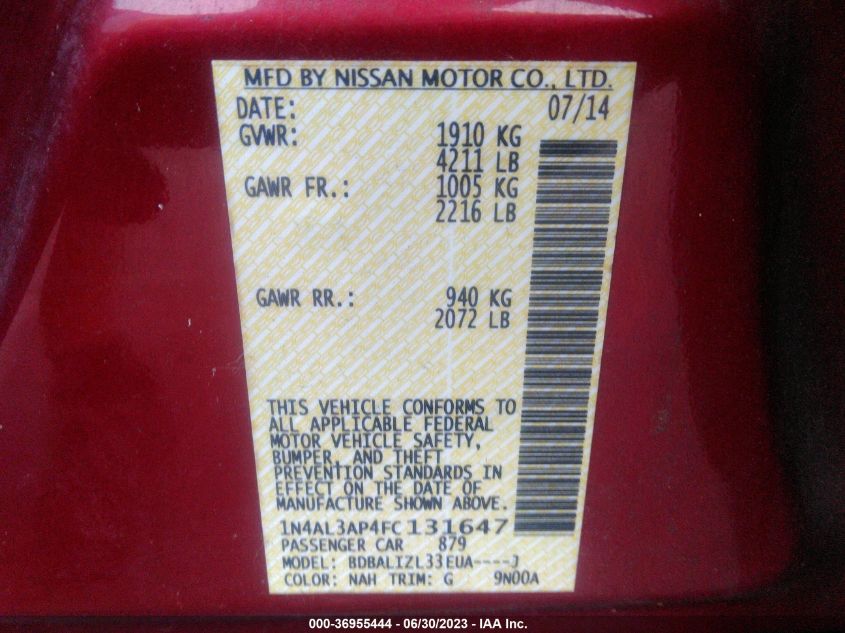 MFD BY NISSAN MOTOR CO., LTD.
DATE: 07/14
GVWR: 1910 KG
4211 LB
GAWR FR.: 1005 KG
2216 LB
GAWR RR.: 940 KG
2072 LB
THIS VEHICLE CONFORMS TO
ALL APPLICABLE FEDERAL
MOTOR VEHICLE SAFETY,
BUMPER, AND THEFT
PREVENTION STANDARDS IN
EFFECT ON THE DATE OF
MANUFACTURE SHOWN ABOVE.
1N4AL3AP4FC131647
PASSENGER CAR 879
MODEL: BDBALIZL33EUA----J
COLOR: NAH TRIM: G 9N00A
000-36955444 - 06/30/2023 - IAA Inc.